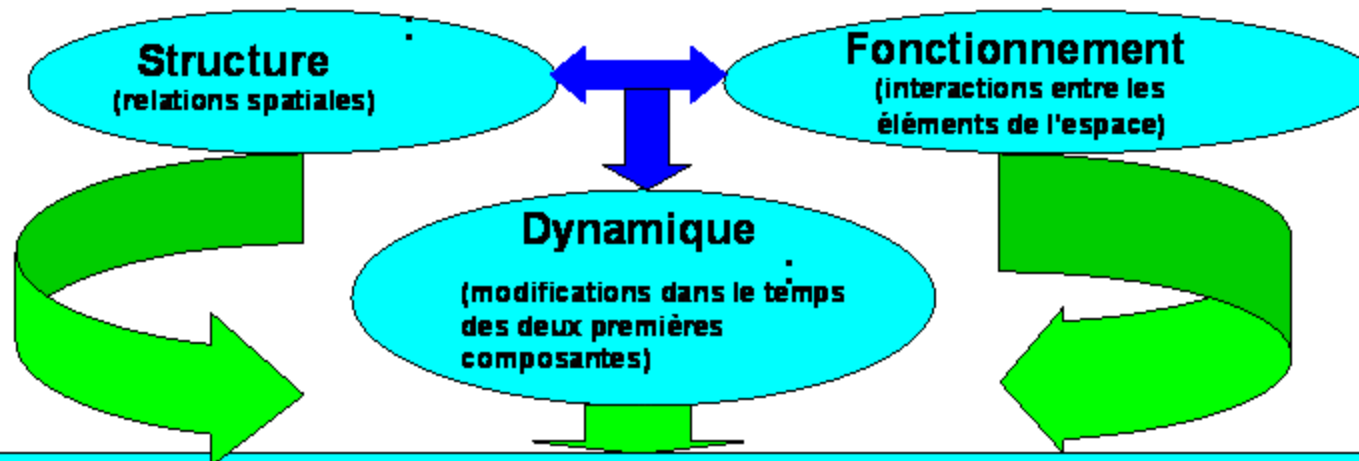 Structure
(relations spatiales)
Fonctionnement
(interactions entre les
éléments de l'espace)
Dynamique
(modifications dans le temps
des deux premières
composantes)